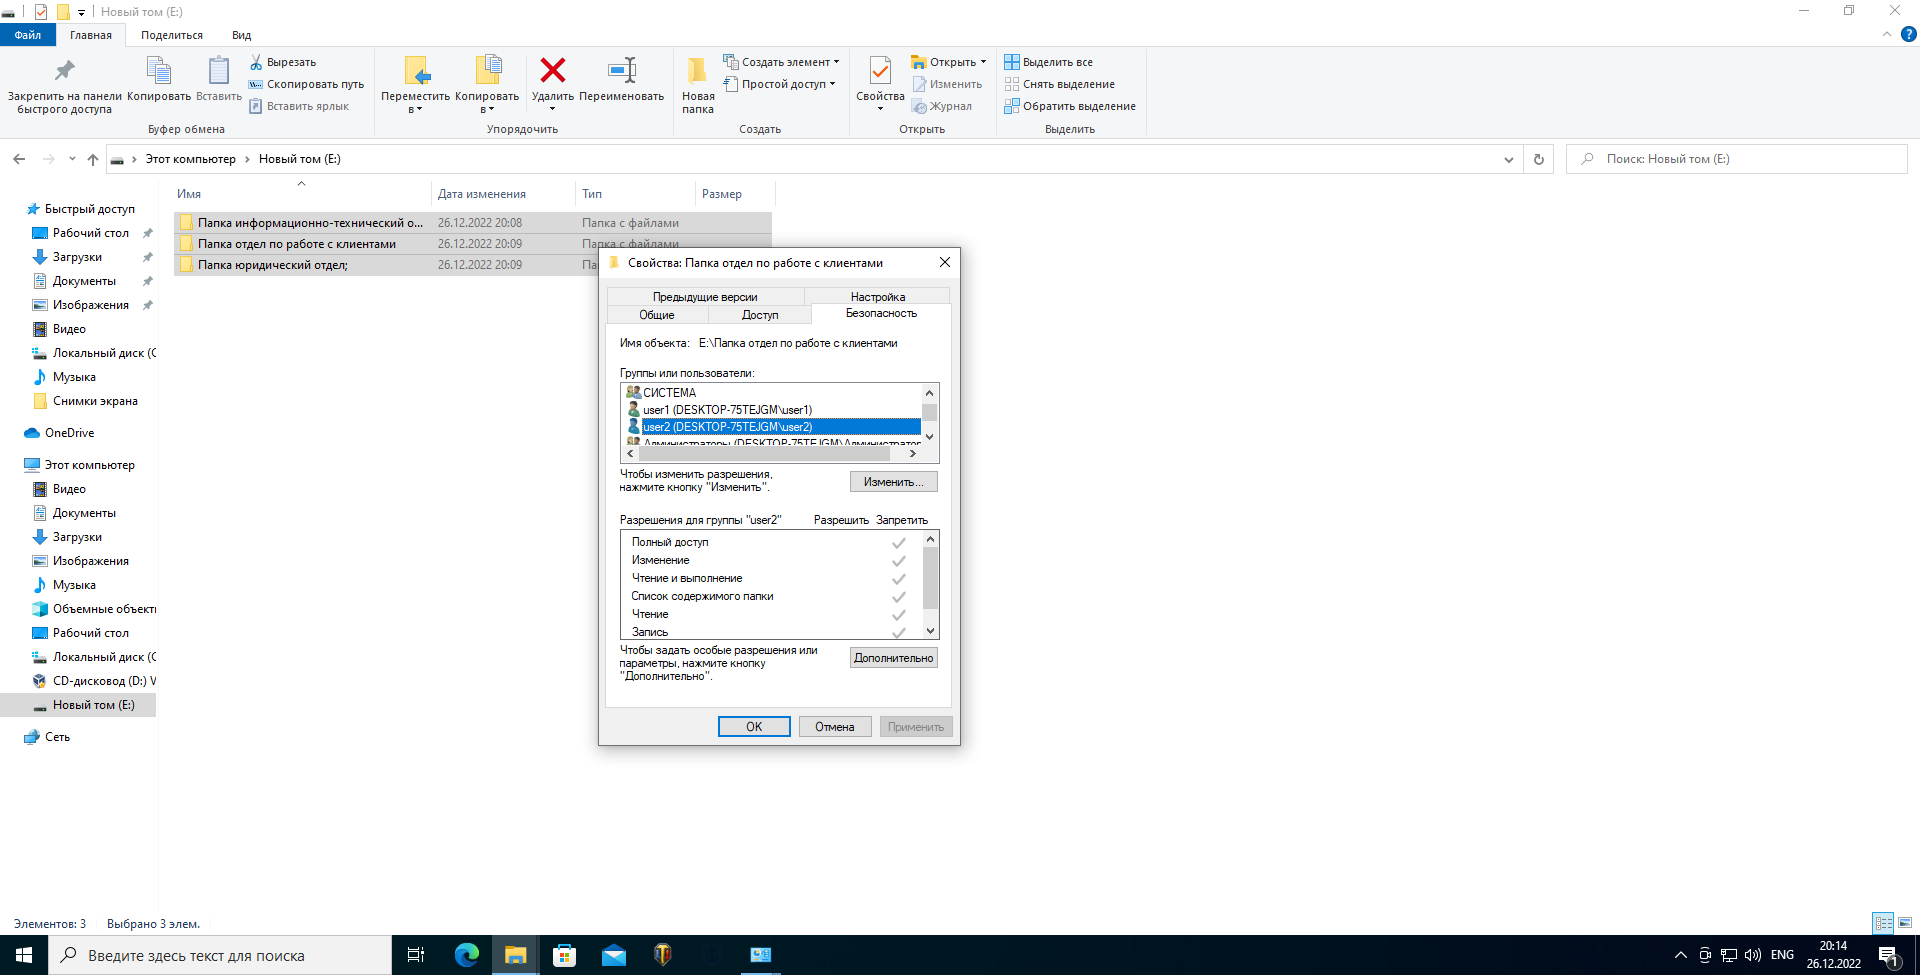 Новый том (E:)
Файл
Главная
Поделиться
Вид
Закрепить на панели
быстрого доступа
Копировать
Вставить
Вырезать
Скопировать путь
Вставить ярлык
Буфер обмена
Переместить
в
Копировать
в
Удалить
Переименовать
Упорядочить
Новая
папка
Создать элемент
Простой доступ
Создать
Свойства
Открыть
Изменить
Журнал
Открыть
Выделить все
Снять выделение
Обратить выделение
Выделить
Этот компьютер
Новый том (E:)
Поиск: Новый том (E:)
Имя
Дата изменения
Тип
Размер
Папка информационно-технический о...
26.12.2022 20:08
Папка с файлами
Папка отдел по работе с клиентами
26.12.2022 20:09
Папка с файлами
Папка юридический отдел;
26.12.2022 20:09
Па
Быстрый доступ
Рабочий стол
Загрузки
Документы
Изображения
Видео
Локальный диск (C
Музыка
Снимки экрана
OneDrive
Этот компьютер
Видео
Документы
Загрузки
Изображения
Музыка
Объемные объекты
Рабочий стол
Локальный диск (C
CD-дисковод (D:) V
Новый том (E:)
Сеть
Свойства: Папка отдел по работе с клиентами
Предыдущие версии
Настройка
Общие
Доступ
Безопасность
Имя объекта: E:\Папка отдел по работе с клиентами
Группы или пользователи:
СИСТЕМА
user1 (DESKTOP-75TEJGM\user1)
user2 (DESKTOP-75TEJGM\user2)
Администраторы (DESKTOP-75TEJGM\Администратор
Чтобы изменить разрешения,
нажмите кнопку "Изменить".
Изменить...
Разрешения для группы "user2"
Разрешить
Запретить
Полный доступ
Изменение
Чтение и выполнение
Список содержимого папки
Чтение
Запись
Чтобы задать особые разрешения или
параметры, нажмите кнопку
"Дополнительно".
Дополнительно
OK
Отмена
Применить
Элементов: 3
Выбрано 3 элем.
Введите здесь текст для поиска
ENG
20:14
26.12.2022
1